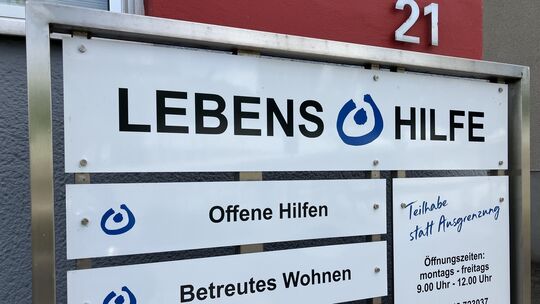 21
LEBENS HILFE
Offene Hilfen
Betreutes Wohnen
Teilhabe
statt Ausgrenzung
Öffnungszeiten:
montags - freitags
9.00 Uhr - 12.00 Uhr